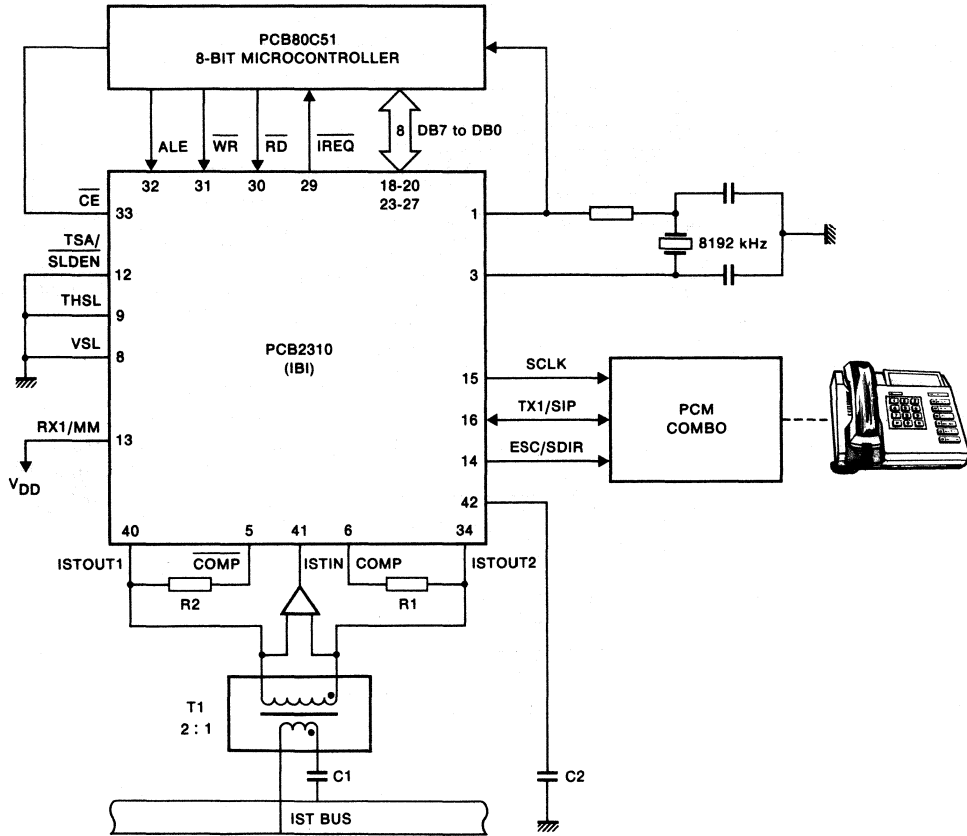 PCB80C51
8-BIT MICROCONTROLLER
ALE
WR
RD
IREQ
8
DB7 to DB0
32
31
30
29
18-20
23-27
CE
33
1
TSA/
SLDEN
12
3
8192 kHz
THSL
9
VSL
8
PCB2310
(IBI)
15
SCLK
16
TX1/SIP
PCM
COMBO
RX1/MM
13
14
ESC/SDIR
VDD
42
40
5
41
6
34
ISTOUT1
COMP
ISTIN
COMP
ISTOUT2
R2
R1
T1
2 : 1
C1
C2
IST BUS